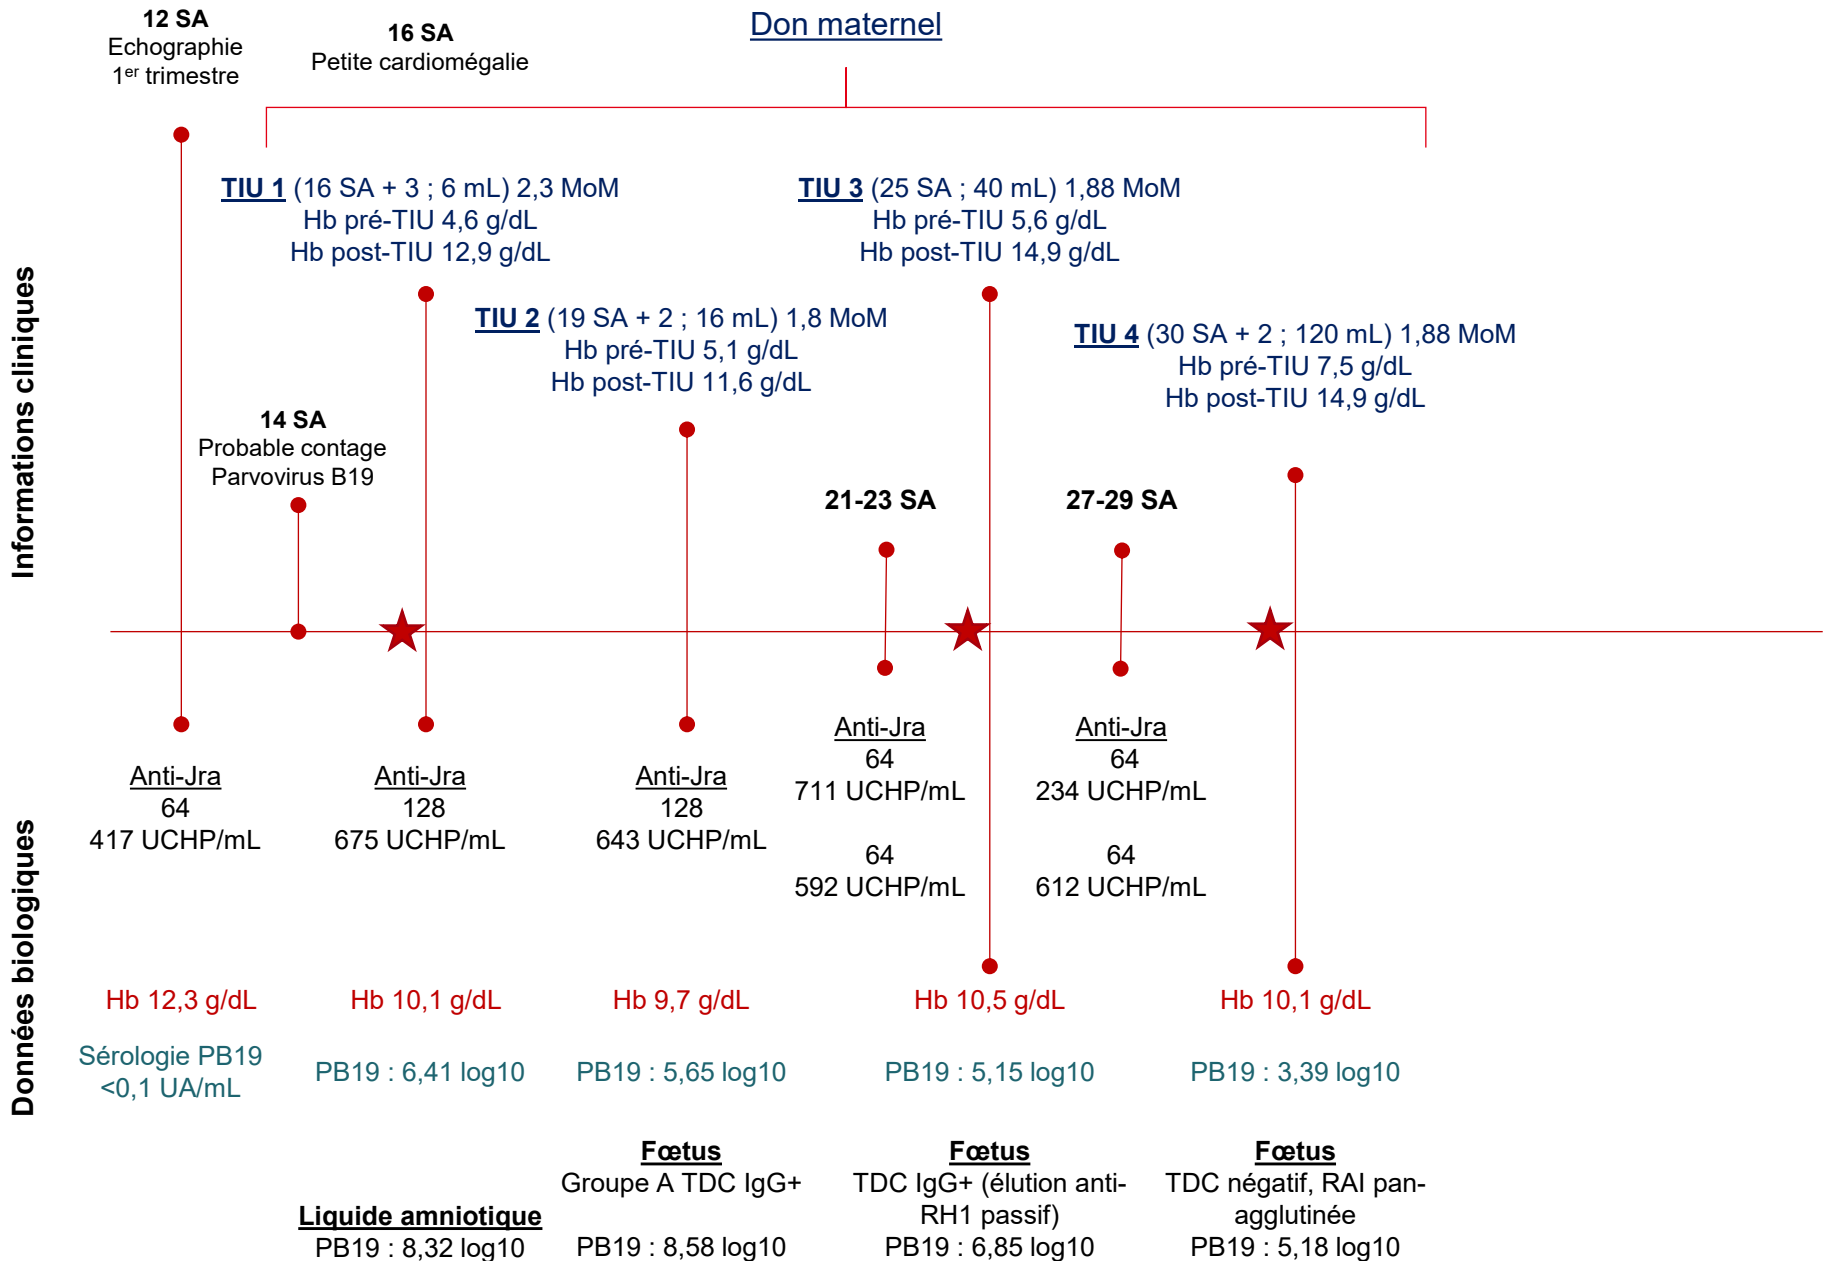 12 SA
Echographie
1er trimestre
16 SA
Petite cardiomégalie
Don maternel
Informations cliniques
TIU 1 (16 SA + 3 ; 6 mL) 2,3 MoM
Hb pré-TIU 4,6 g/dL
Hb post-TIU 12,9 g/dL
TIU 2 (19 SA + 2 ; 16 mL) 1,8 MoM
Hb pré-TIU 5,1 g/dL
Hb post-TIU 11,6 g/dL
TIU 3 (25 SA ; 40 mL) 1,88 MoM
Hb pré-TIU 5,6 g/dL
Hb post-TIU 14,9 g/dL
TIU 4 (30 SA + 2 ; 120 mL) 1,88 MoM
Hb pré-TIU 7,5 g/dL
Hb post-TIU 14,9 g/dL
14 SA
Probable contage
Parvovirus B19
21-23 SA
27-29 SA
Données biologiques
Anti-Jra
64
417 UCHP/mL
Anti-Jra
128
675 UCHP/mL
Anti-Jra
128
643 UCHP/mL
Anti-Jra
64
711 UCHP/mL
64
592 UCHP/mL
Anti-Jra
64
234 UCHP/mL
64
612 UCHP/mL
Hb 12,3 g/dL
Hb 10,1 g/dL
Hb 9,7 g/dL
Hb 10,5 g/dL
Hb 10,1 g/dL
Sérologie PB19
<0,1 UA/mL
PB19 : 6,41 log10
PB19 : 5,65 log10
PB19 : 5,15 log10
PB19 : 3,39 log10
Liquide amniotique
PB19 : 8,32 log10
Fœtus
Groupe A TDC IgG+
PB19 : 8,58 log10
Fœtus
TDC IgG+ (élution anti-
RH1 passif)
PB19 : 6,85 log10
Fœtus
TDC négatif, RAI pan-
agglutinée
PB19 : 5,18 log10